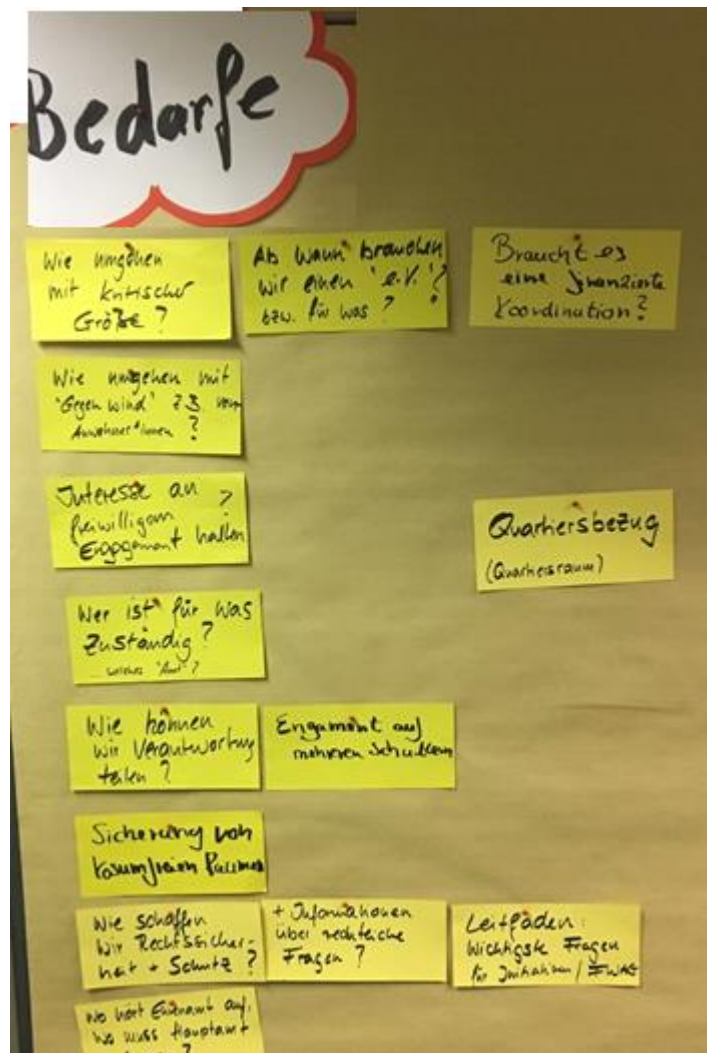 Bedarfe
Wie umgehen
mit kritischer
Größe?
Ab wann brauchen
wir einen 'e.V.'?
bzw. für was?
Braucht es
eine finanzierte
Koordination?
Wie umgehen mit
'Gegenwind' z.B. von
Anwohner*innen?
Interesse an
freiwilligem
Engagement halten
?
Quartiersbezug
(Quartiersraum)
Wer ist für was
Zuständig?
... welches 'Amt'?
Wie können
wir Verantwortung
teilen?
Engament auf
mehreren Schultern
Sicherung von
konsumfreien Räumen
Wie schaffen
wir Rechtssicher-
heit + Schutz?
+ Informationen
über rechtliche
Fragen?
Leitfäden:
Wichtigste Fragen
für Initiativen /
Wo hört Ehrenamt auf,
wo muss Hauptamt